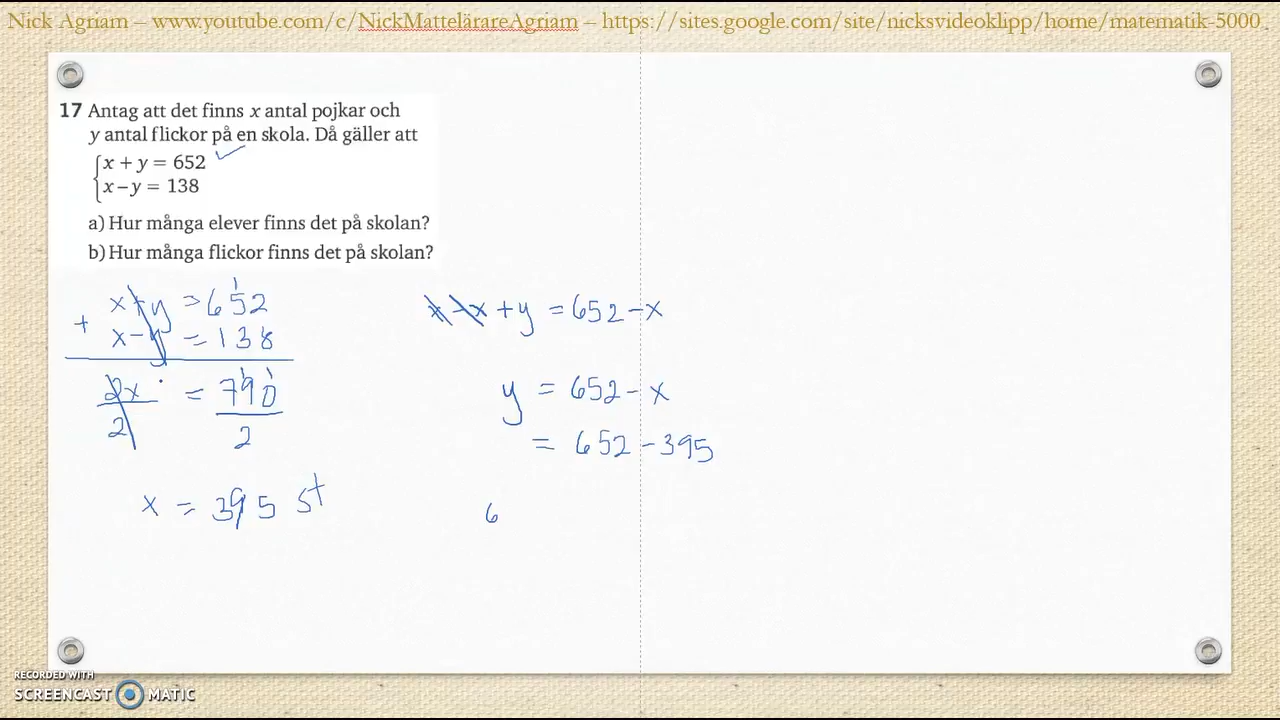 Nick Agriam – www.youtube.com/c/NickMattelärareAgriam – https://sites.google.com/site/nicksvideoklipp/home/matematik-5000
17 Antag att det finns x antal pojkar och
y antal flickor på en skola. Då gäller att
x + y = 652
x – y = 138
a) Hur många elever finns det på skolan?
b) Hur många flickor finns det på skolan?
x + y = 652
+ x - y = 138
2x = 790
2 2
x = 395 st
x - x + y = 652 - x
y = 652 - x
= 652 - 395
6
RECORDED WITH
SCREENCAST MATIC